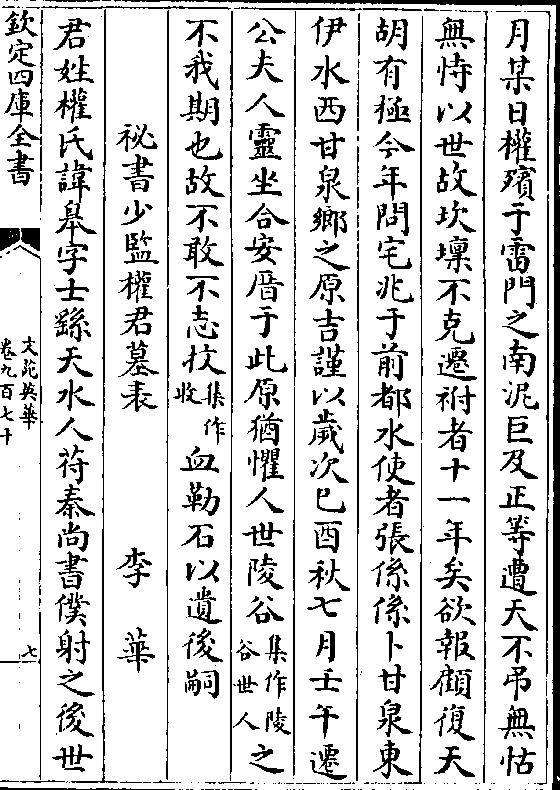 月某日權殯于雷門之南泥巨及正等遭天不弔無怙
無恃以世故坎壈不克遷祔者十一年矣欲報顧復天
胡有極今年問宅兆于前都水使者張係係卜甘泉東
伊水西甘泉鄉之原吉謹以歲次己酉秋七月壬午遷
公夫人靈坐合安厝于此原猶懼人世陵谷集作陵谷世人之
不我期也故不敢不志抆集作收血勒石以遺後嗣
秘書少監權君墓表 李華
君姓權氏諱皋字士繇天水人苻秦尚書僕射之後世
欽定四庫全書
文苑英華
卷九百七十
七